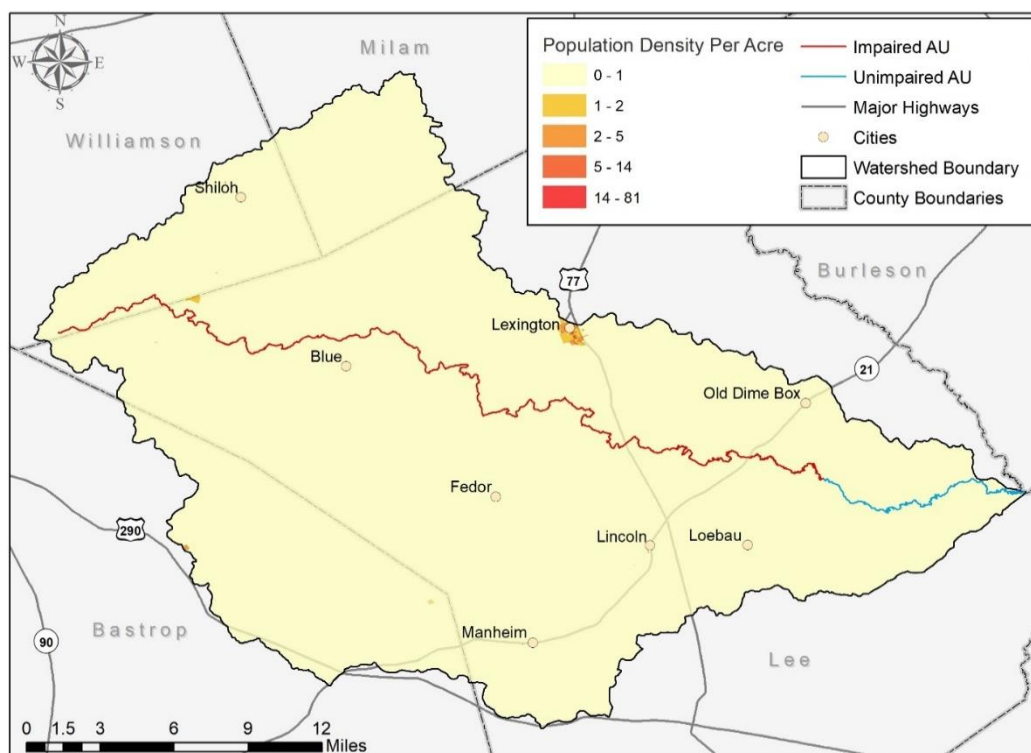 N
W E
S
Milam
Williamson
Shiloh
Population Density Per Acre
0 - 1
1 - 2
2 - 5
5 - 14
14 - 81
Impaired AU
Unimpaired AU
Major Highways
Cities
Watershed Boundary
County Boundaries
Burleson
77
Lexington
Blue
21
Old Dime Box
Fedor
290
Lincoln
Loebau
Bastrop
90
Manheim
Lee
0 1.5 3 6 9 12
Miles